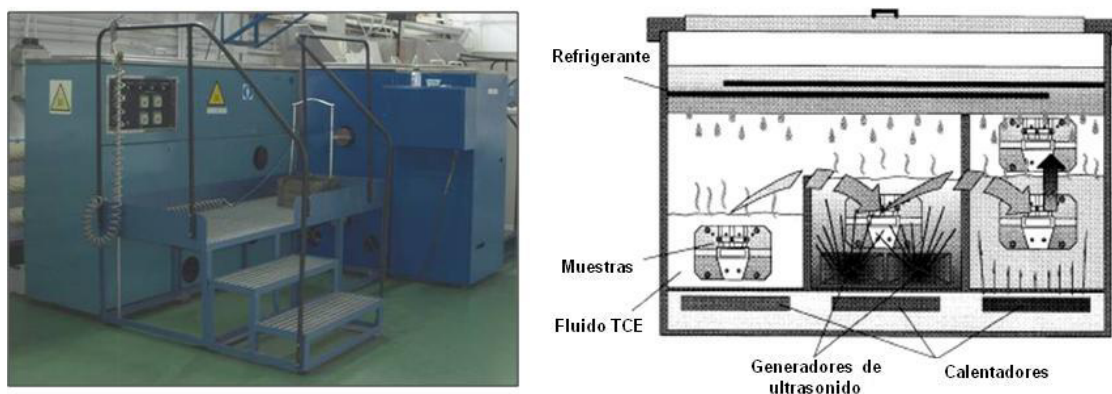 Refrigerante
Muestras
Fluido TCE
Generadores de
ultrasonido
Calentadores